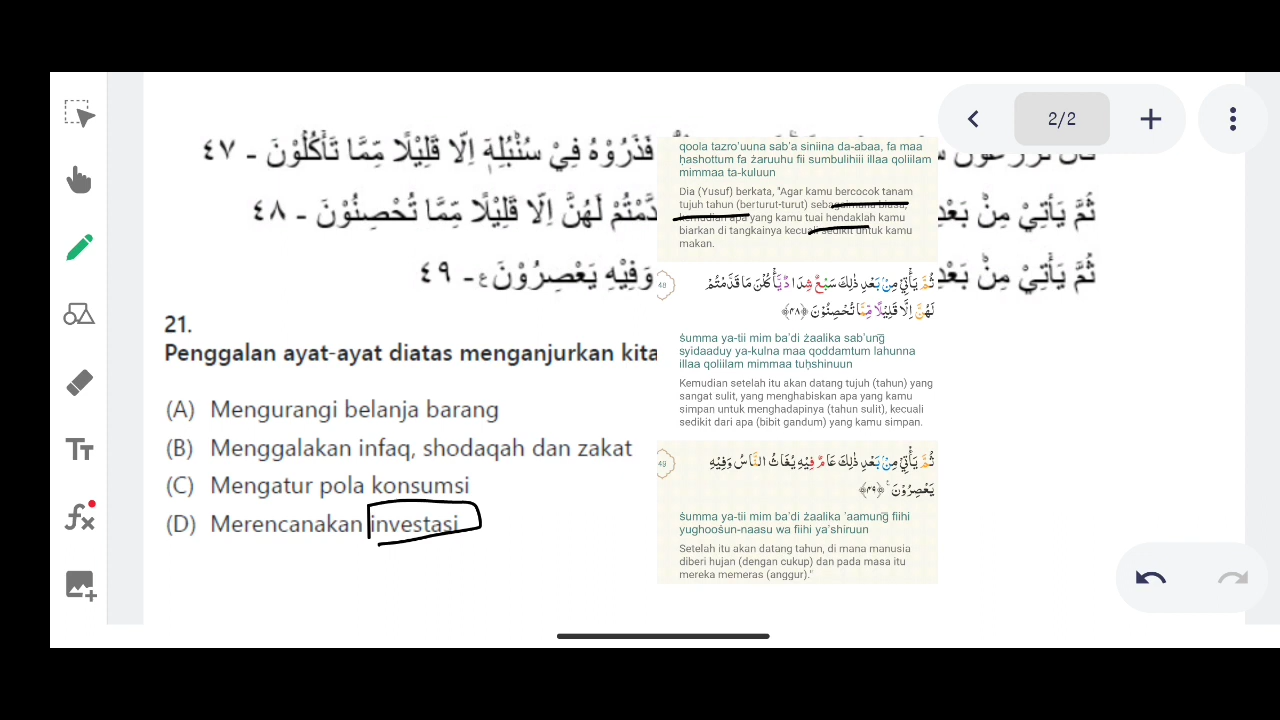 2/2
فَذَرُوْهُ فِيْ سُنْۢبُلِهٖٓ اِلَّا قَلِيْلًا مِّمَّا تَأْكُلُوْنَ - ٤٧
ثُمَّ يَأْتِيْ مِنْۢ بَعْدِ
لَهُنَّ اِلَّا قَلِيْلًا مِّمَّا تُحْصِنُوْنَ - ٤٨
ثُمَّ يَأْتِيْ مِنْۢ بَعْدِ
وَفِيْهِ يَعْصِرُوْنَ ࣖ - ٤٩
21.
Penggalan ayat-ayat diatas menganjurkan kita
(A) Mengurangi belanja barang
(B) Menggalakan infaq, shodaqah dan zakat
(C) Mengatur pola konsumsi
(D) Merencanakan investasi
qoola tazro'uuna sab'a siniina da-abaa, fa maa
ḥashottum fa żaruuhu fii sumbulihiii illaa qoliilam
mimmaa ta-kuluun
Dia (Yusuf) berkata, "Agar kamu bercocok tanam
tujuh tahun (berturut-turut) sebagaimana biasa;
kemudian apa yang kamu tuai hendaklah kamu
biarkan di tangkainya kecuali sedikit untuk kamu
makan.
48
ثُمَّ يَأْتِيْ مِنْۢ بَعْدِ ذٰلِكَ سَبْعٌ شِدَادٌ يَّأْكُلْنَ مَا قَدَّمْتُمْ
لَهُنَّ اِلَّا قَلِيْلًا مِّمَّا تُحْصِنُوْنَ ﴿٤٨﴾
ṡumma ya-tii mim ba'di żaalika sab'ung
syidaaduy ya-kulna maa qoddamtum lahunna
illaa qoliilam mimmaa tuḥshinuun
Kemudian setelah itu akan datang tujuh (tahun) yang
sangat sulit, yang menghabiskan apa yang kamu
simpan untuk menghadapinya (tahun sulit), kecuali
sedikit dari apa (bibit gandum) yang kamu simpan.
49
ثُمَّ يَأْتِيْ مِنْۢ بَعْدِ ذٰلِكَ عَامٌ فِيْهِ يُغَاثُ النَّاسُ وَفِيْهِ
يَعْصِرُوْنَ ࣖ ﴿٤٩﴾
ṡumma ya-tii mim ba'di żaalika 'aamung fiihi
yughooṡun-naasu wa fiihi ya'shiruun
Setelah itu akan datang tahun, di mana manusia
diberi hujan (dengan cukup) dan pada masa itu
mereka memeras (anggur)."
Tт
fx